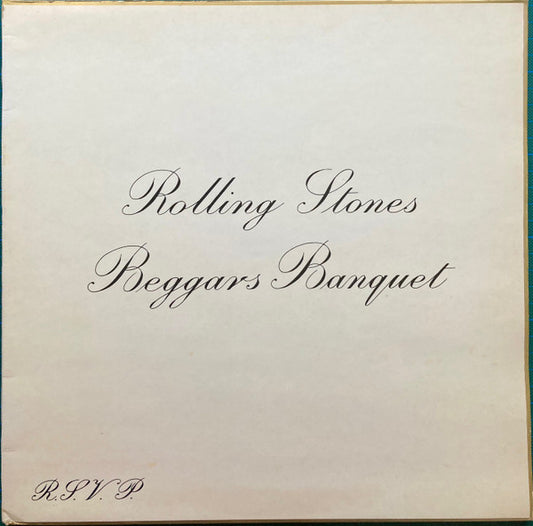 Rolling Stones
Beggars Banquet
R.S.V.P.